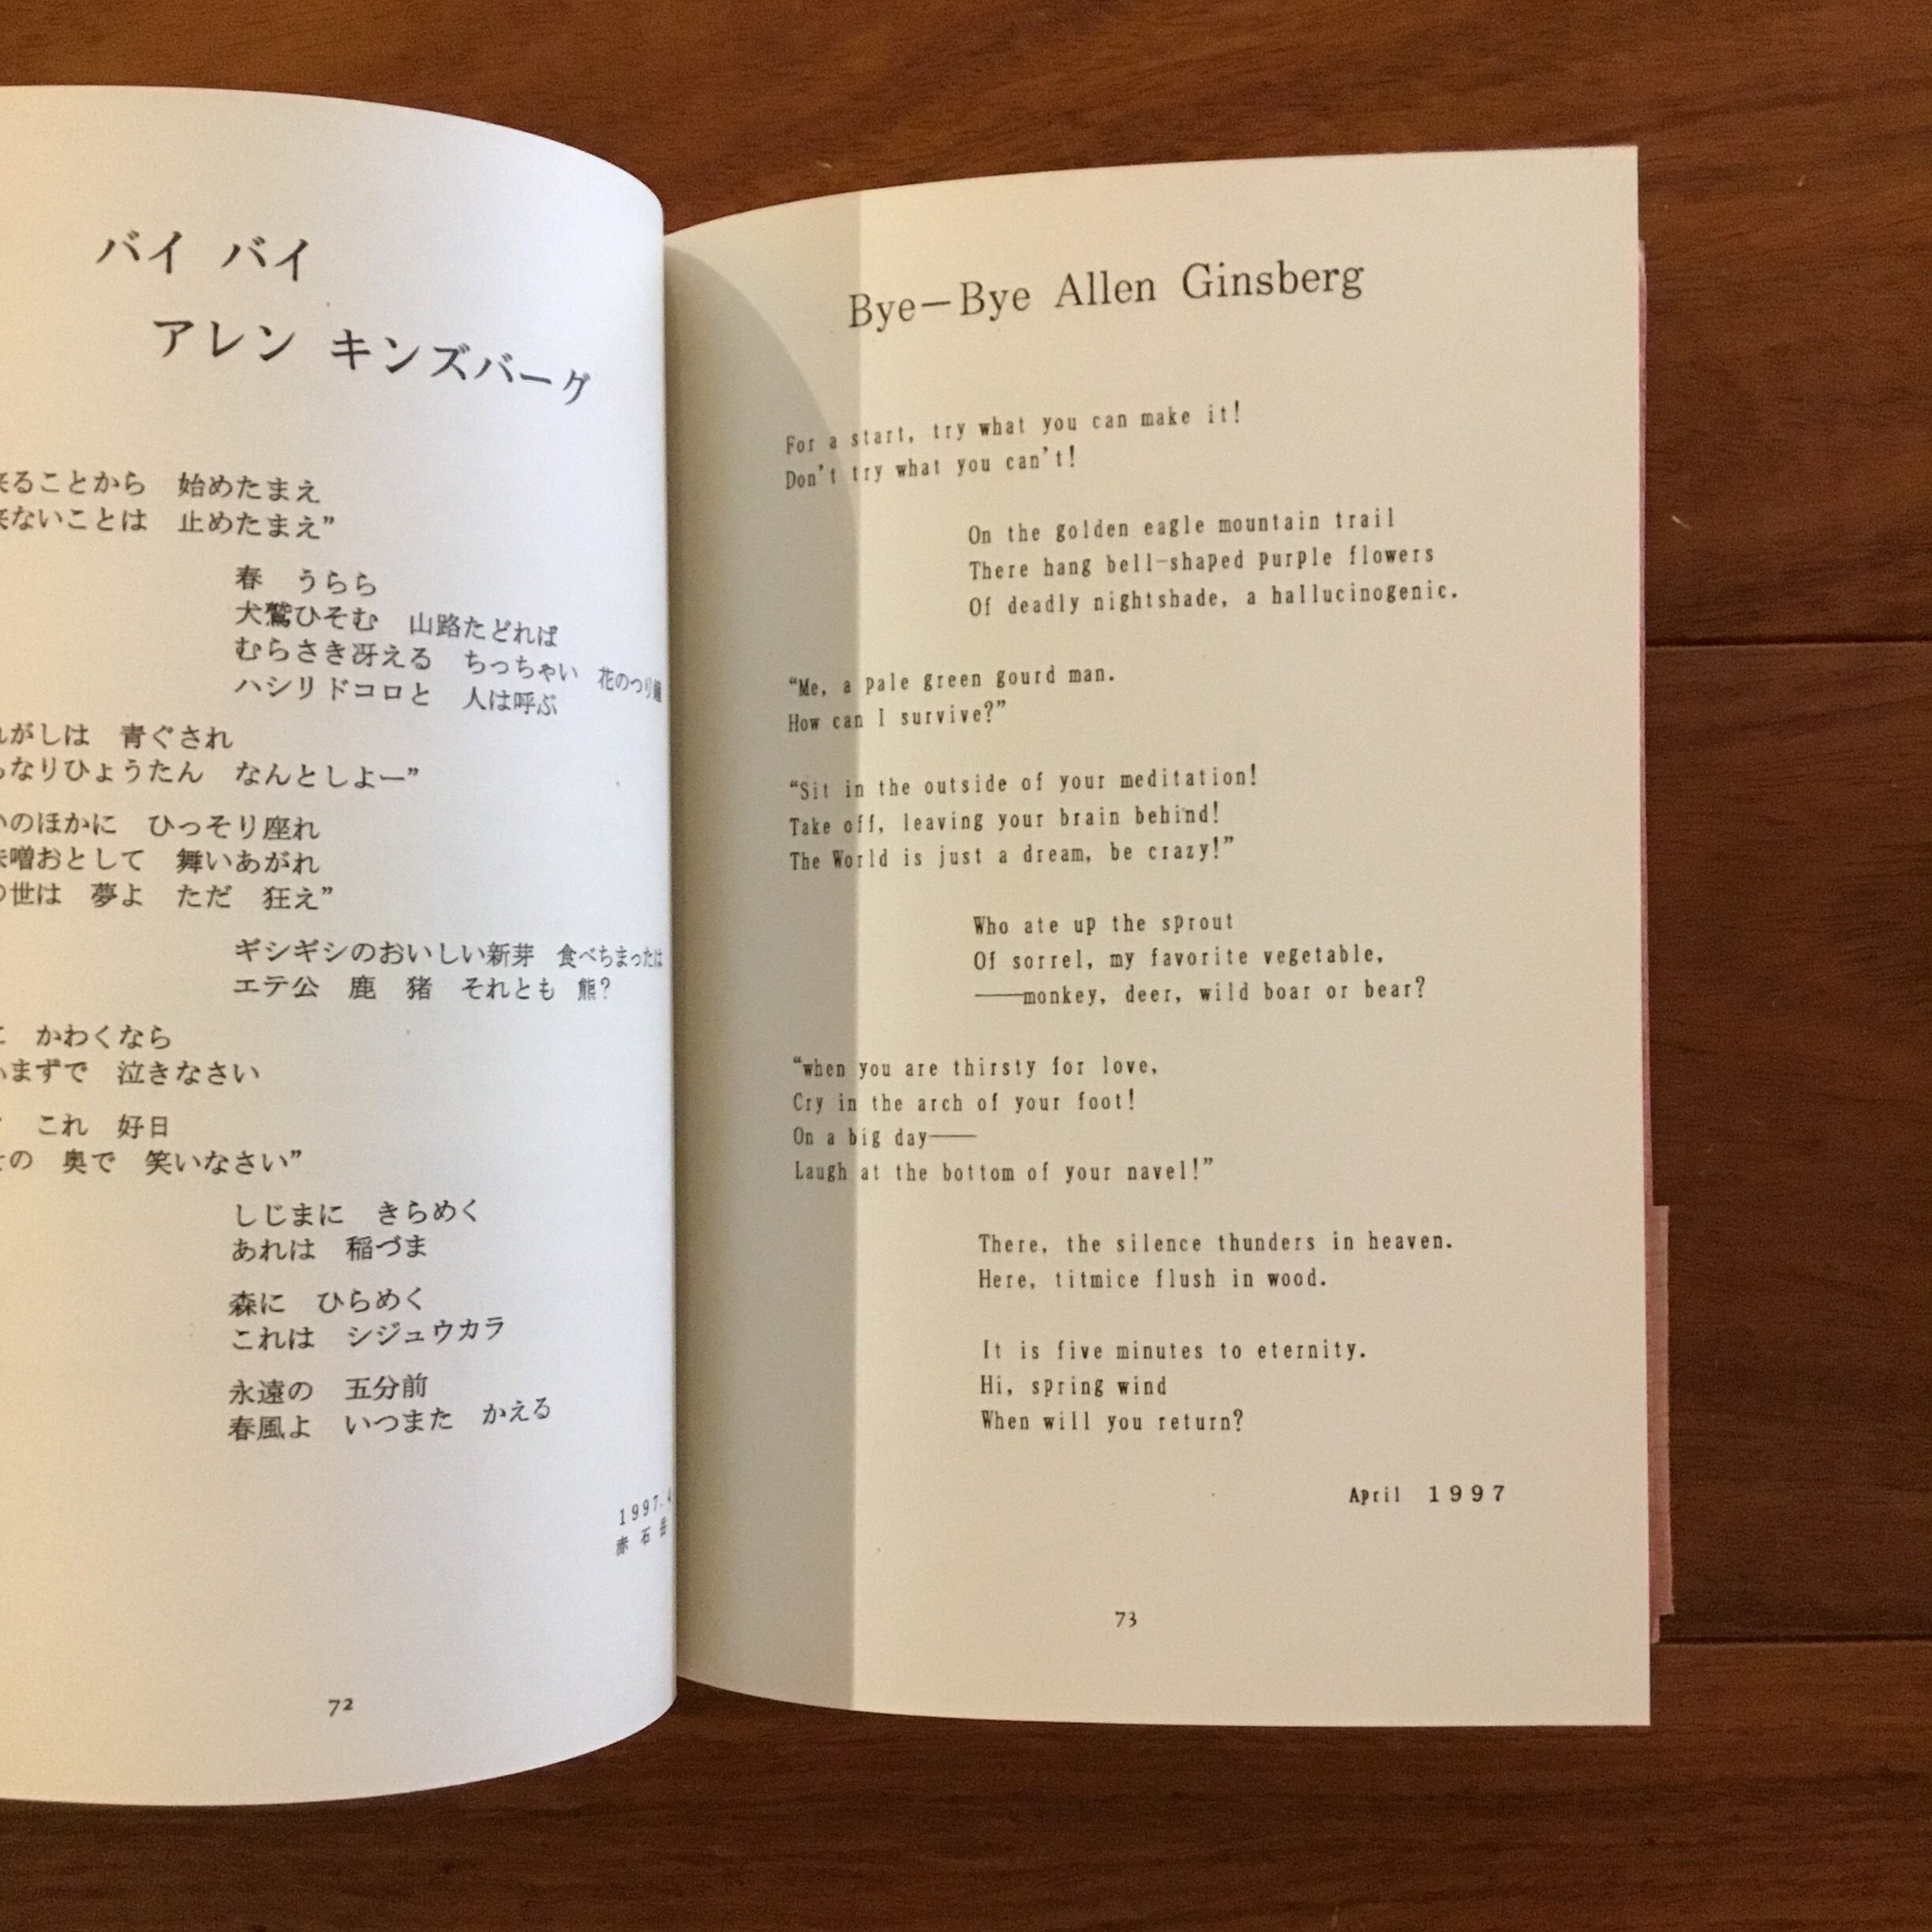 バイ バイ
アレン キンズバーグ
ることから　始めたまえ
ないことは　止めたまえ”
春　うらら
犬鷲ひそむ　山路たどれば
むらさき冴える　ちっちゃい　花のつり鐘
ハシリドコロと　人は呼ぶ
がしは　青ぐされ
なりひょうたん　なんとしよー”
のほかに　ひっそり座れ
噌おとして　舞いあがれ
世は　夢よ　ただ　狂え”
ギシギシのおいしい新芽　食べちまったは
エテ公　鹿　猪　それとも　熊?
かわくなら
まずで　泣きなさい
これ　好日
の　奥で　笑いなさい”
しじまに　きらめく
あれは　稲づま
森に　ひらめく
これは　シジュウカラ
永遠の　五分前
春風よ　いつまた　かえる
1997.
赤石岳
72
Bye—Bye Allen Ginsberg
For a start, try what you can make it!
Don't try what you can't!
On the golden eagle mountain trail
There hang bell-shaped purple flowers
Of deadly nightshade, a hallucinogenic.
“Me, a pale green gourd man.
How can I survive?”
“Sit in the outside of your meditation!
Take off, leaving your brain behind!
The World is just a dream, be crazy!”
Who ate up the sprout
Of sorrel, my favorite vegetable,
——monkey, deer, wild boar or bear?
“when you are thirsty for love,
Cry in the arch of your foot!
On a big day——
Laugh at the bottom of your navel!”
There, the silence thunders in heaven.
Here, titmice flush in wood.
It is five minutes to eternity.
Hi, spring wind
When will you return?
April 1997
73